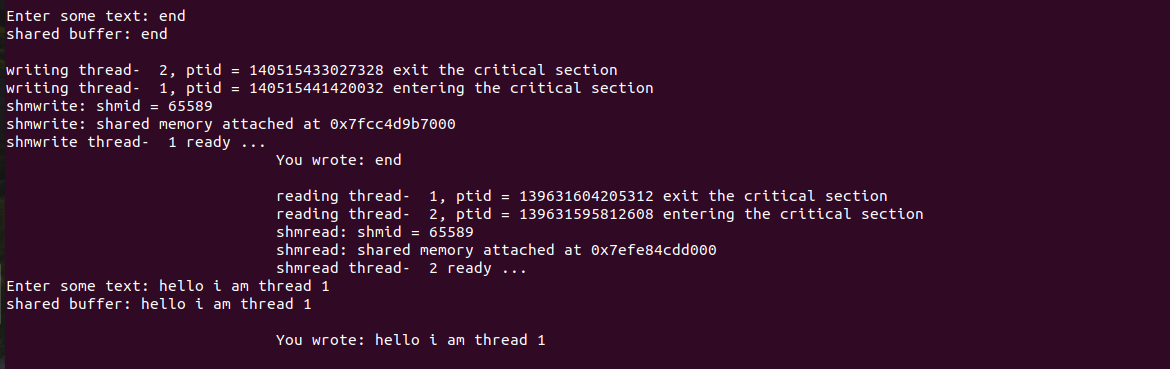 Enter some text: end
shared buffer: end
writing thread-  2, ptid = 140515433027328 exit the critical section
writing thread-  1, ptid = 140515441420032 entering the critical section
shmwrite: shmid = 65589
shmwrite: shared memory attached at 0x7fcc4d9b7000
shmwrite thread-  1 ready ...
You wrote: end
reading thread-  1, ptid = 139631604205312 exit the critical section
reading thread-  2, ptid = 139631595812608 entering the critical section
shmread: shmid = 65589
shmread: shared memory attached at 0x7efe84cdd000
shmread thread-  2 ready ...
Enter some text: hello i am thread 1
shared buffer: hello i am thread 1
You wrote: hello i am thread 1